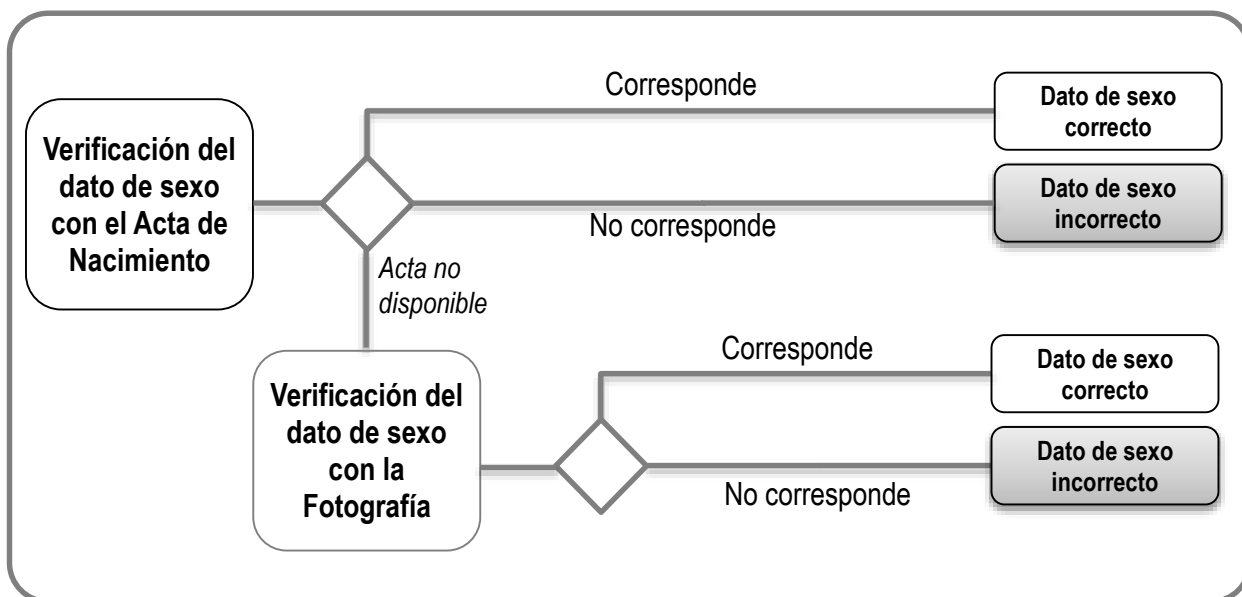 Corresponde
Dato de sexo
correcto
Verificación del
dato de sexo
con el Acta de
Nacimiento
Dato de sexo
incorrecto
No corresponde
Acta no
disponible
Corresponde
Dato de sexo
correcto
Verificación del
dato de sexo
con la
Fotografía
Dato de sexo
incorrecto
No corresponde